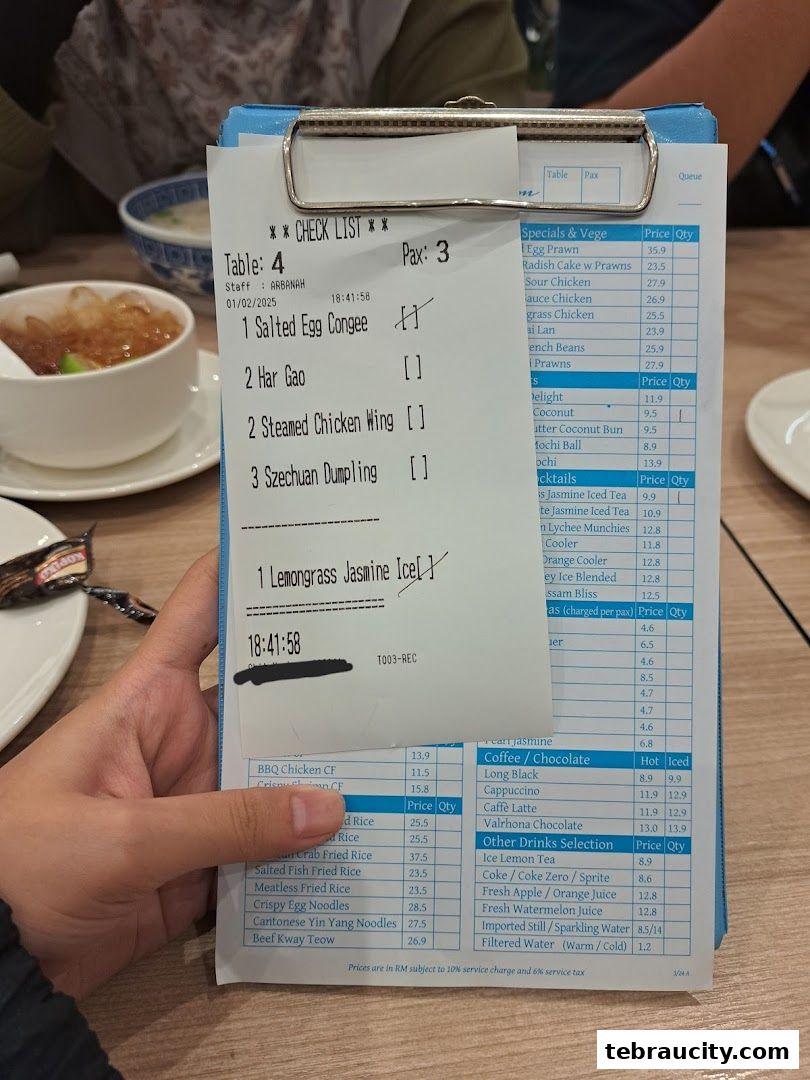 * * CHECK LIST * *
Table: 4 Pax: 3
Staff : ARBANAH
01/02/2025 18:41:58
1 Salted Egg Congee [ ]
2 Har Gao [ ]
2 Steamed Chicken Wing [ ]
3 Szechuan Dumpling [ ]
1 Lemongrass Jasmine Ice[ ]
18:41:58
T003-REC
Table Pax Queue
Specials & Vege Price Qty
Egg Prawn 35.9
Radish Cake w Prawns 23.5
Sour Chicken 27.9
Chicken 26.9
Chicken 25.5
Lan 23.9
Beans 25.9
Prawns 27.9
Price Qty
11.9
Coconut 9.5
Coconut Bun 9.5
Mochi Ball 8.9
13.9
Price Qty
Jasmine Iced Tea 9.9
Jasmine Iced Tea 10.9
Lychee Munchies 12.8
Cooler 11.8
Orange Cooler 12.8
Ice Blended 12.8
Bliss 12.5
(charged per pax) Price Qty
4.6
6.5
4.6
8.5
4.7
4.7
4.6
Pearl Jasmine 6.8
Coffee / Chocolate Hot Iced
Long Black 8.9 9.9
Cappuccino 11.9 12.9
Caffè Latte 11.9 12.9
Valrhona Chocolate 13.0 13.9
Other Drinks Selection Price Qty
Ice Lemon Tea 8.9
Coke / Coke Zero / Sprite 8.6
Fresh Apple / Orange Juice 12.8
Fresh Watermelon Juice 12.8
Imported Still / Sparkling Water 8.5/14
Filtered Water (Warm / Cold) 1.2
13.9
BBQ Chicken CF 11.5
Crispy Shrimp CF 15.8
Price Qty
Rice 25.5
Rice 25.5
Crab Fried Rice 37.5
Salted Fish Fried Rice 23.5
Meatless Fried Rice 23.5
Crispy Egg Noodles 28.5
Cantonese Yin Yang Noodles 27.5
Beef Kway Teow 26.9
Prices are in RM subject to 10% service charge and 6% service tax
3/24 A
KOPIKO
tebraucity.com